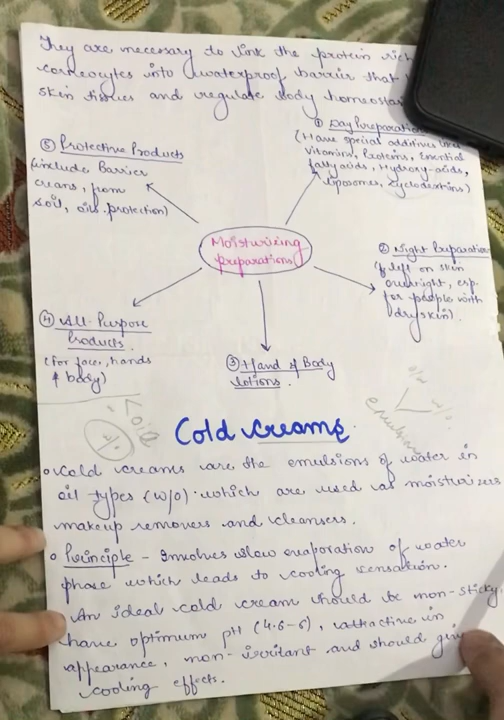 They are necessary to link the protein rich
corneocytes into waterproof barrier that
skin tissues and regulate body
① Day Preparation
(Have special additives like
Vitamins, Proteins, Essential
fatty acids, Hydroxy-acids,
liposomes, Cyclodextrins)
⑤ Protective Products
(include Barrier
creams, from
soil, oils protection)
Moisturizing
preparations
② Night Preparation
(If left on skin
overnight, esp.
for people with
dry skin).
④ All-Purpose
Products.
(for face, hands
& body)
③ Hand & Body
lotions.
Cold
w/o
o/w w/o
emulsion
Cold creams
Cold creams are the emulsions of water in
oil types (w/o) which are used as moisturizers
makeup removers and cleansers.
Principle - Involves slow evaporation of water
phase which leads to cooling sensation.
An ideal cold cream should be non-sticky,
have optimum pH (4.6-6), attractive in
appearance, non-irritant and should give
cooling effects.